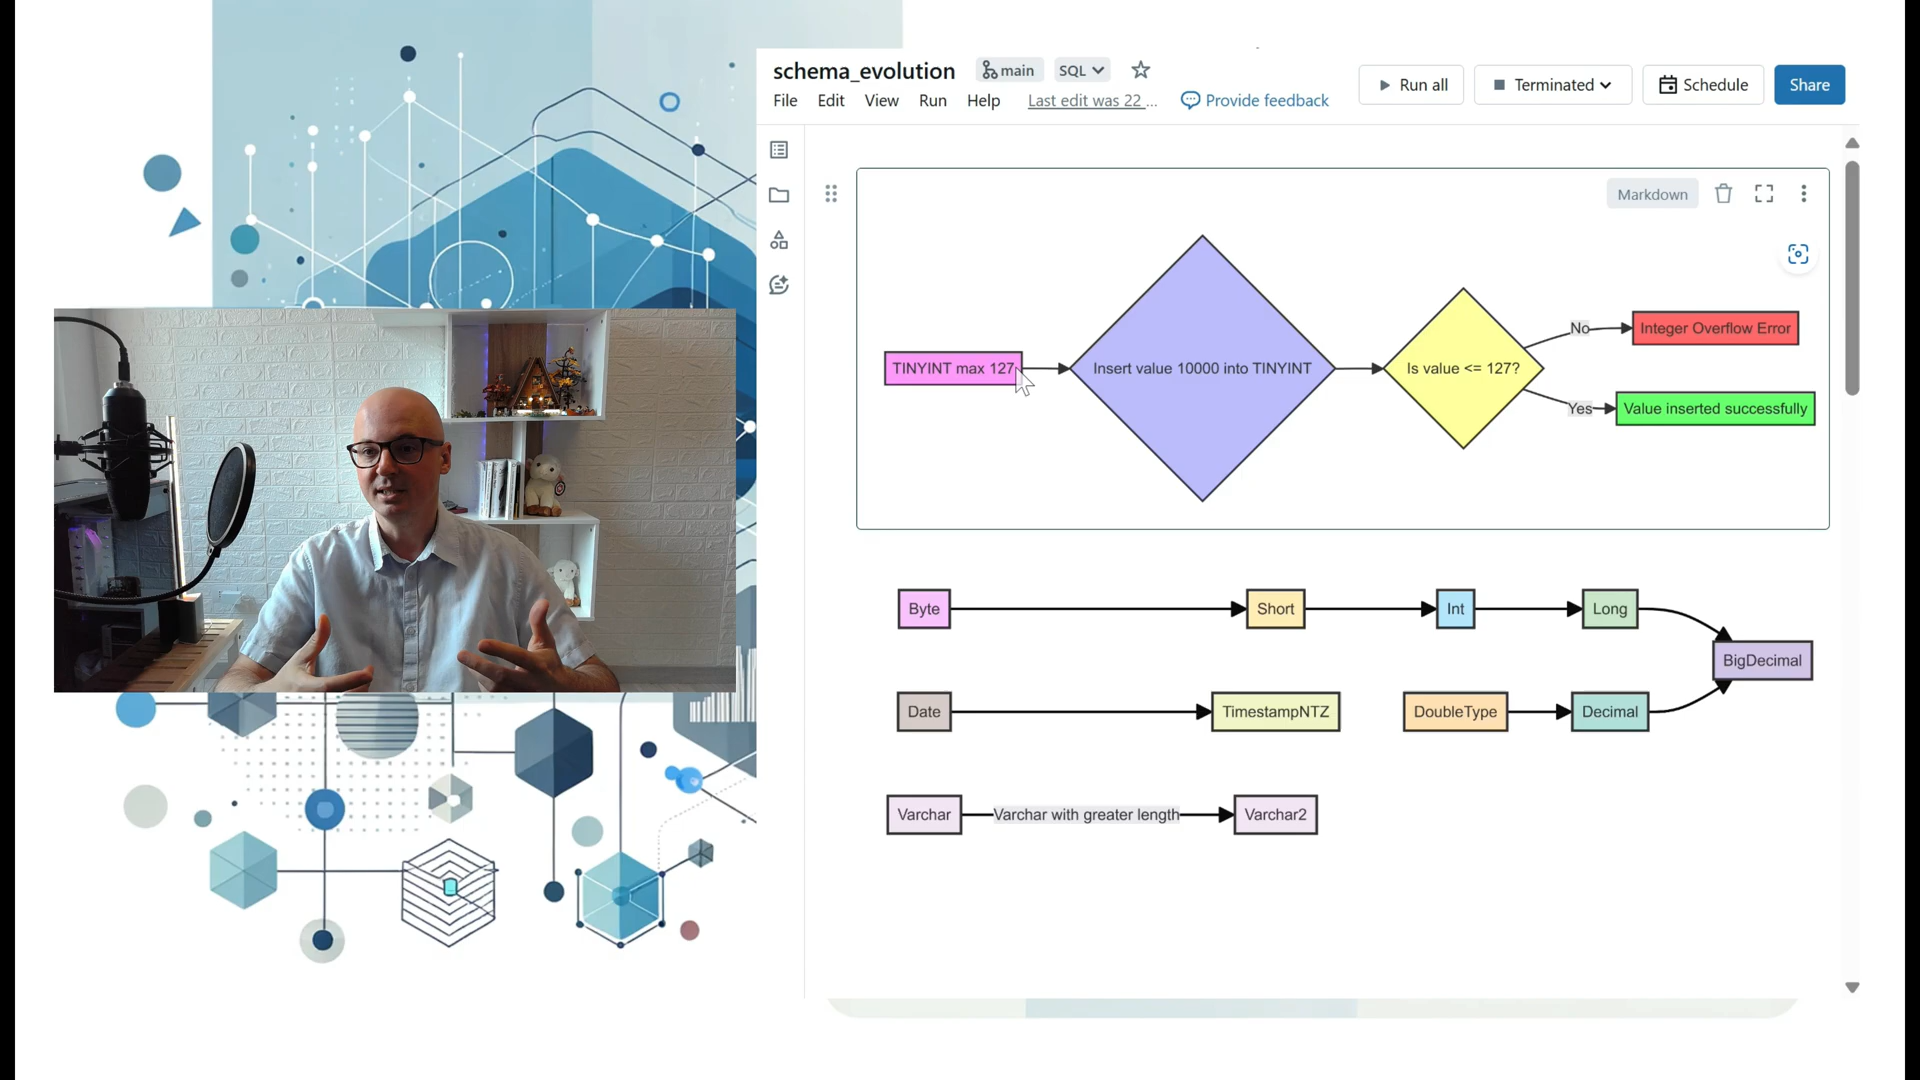 schema_evolution
main
SQL
File Edit View Run Help
Last edit was 22 ...
Provide feedback
Run all
Terminated
Schedule
Share
Markdown
TINYINT max 127
Insert value 10000 into TINYINT
Is value <= 127?
No
Integer Overflow Error
Yes
Value inserted successfully
Byte
Short
Int
Long
BigDecimal
Date
TimestampNTZ
DoubleType
Decimal
Varchar
Varchar with greater length
Varchar2